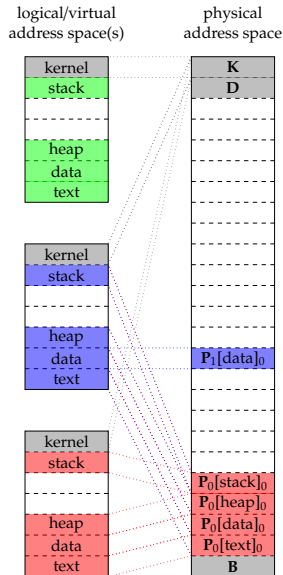 logical/virtual
address space(s)
kernel
stack
heap
data
text
kernel
stack
heap
data
text
kernel
stack
heap
data
text
physical
address space
K
D
P₁[data]₀
P₀[stack]₀
P₀[heap]₀
P₀[data]₀
P₀[text]₀
B